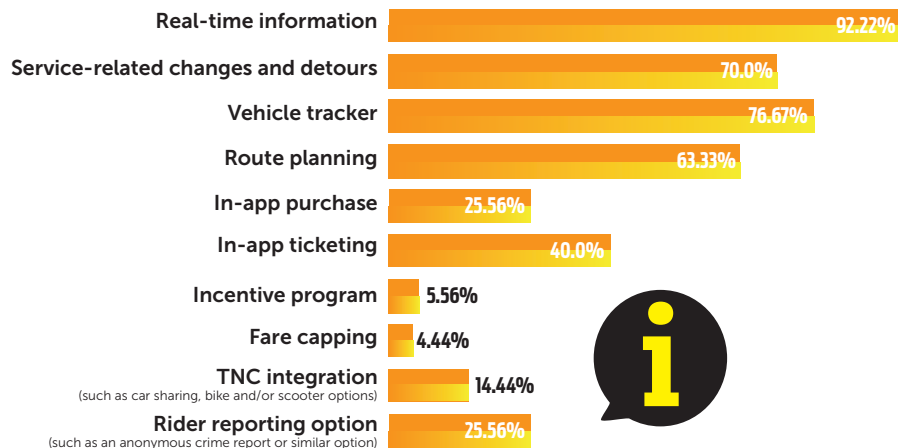 Real-time information 92.22%
Service-related changes and detours 70.0%
Vehicle tracker 76.67%
Route planning 63.33%
In-app purchase 25.56%
In-app ticketing 40.0%
Incentive program 5.56%
Fare capping 4.44%
TNC integration 14.44%
(such as car sharing, bike and/or scooter options)
Rider reporting option 25.56%
(such as an anonymous crime report or similar option)
i